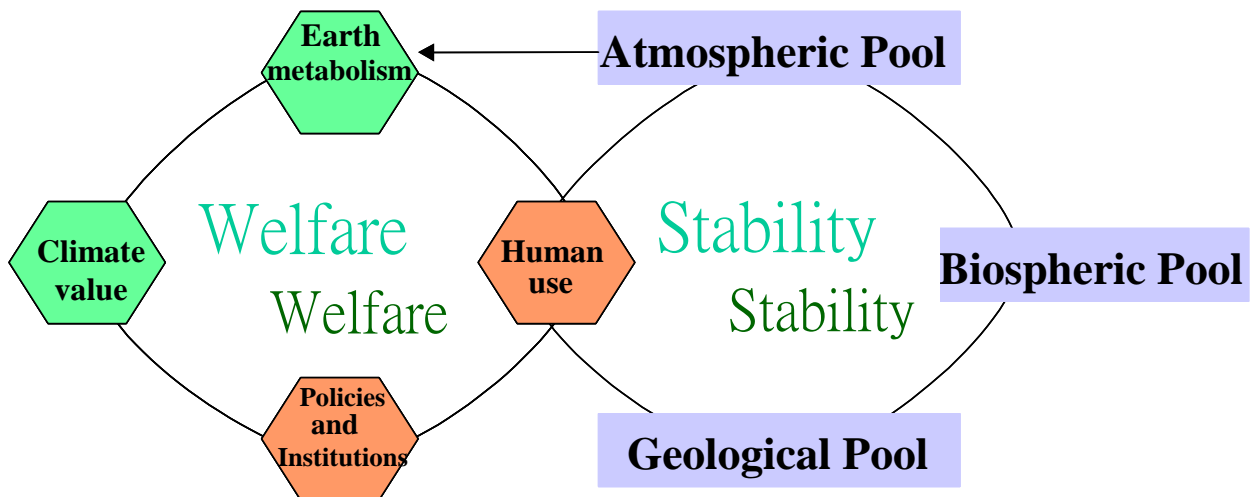 Earth
metabolism
Atmospheric Pool
Welfare
Stability
Climate
value
Human
use
Biospheric Pool
Welfare
Stability
Policies
and
Institutions
Geological Pool